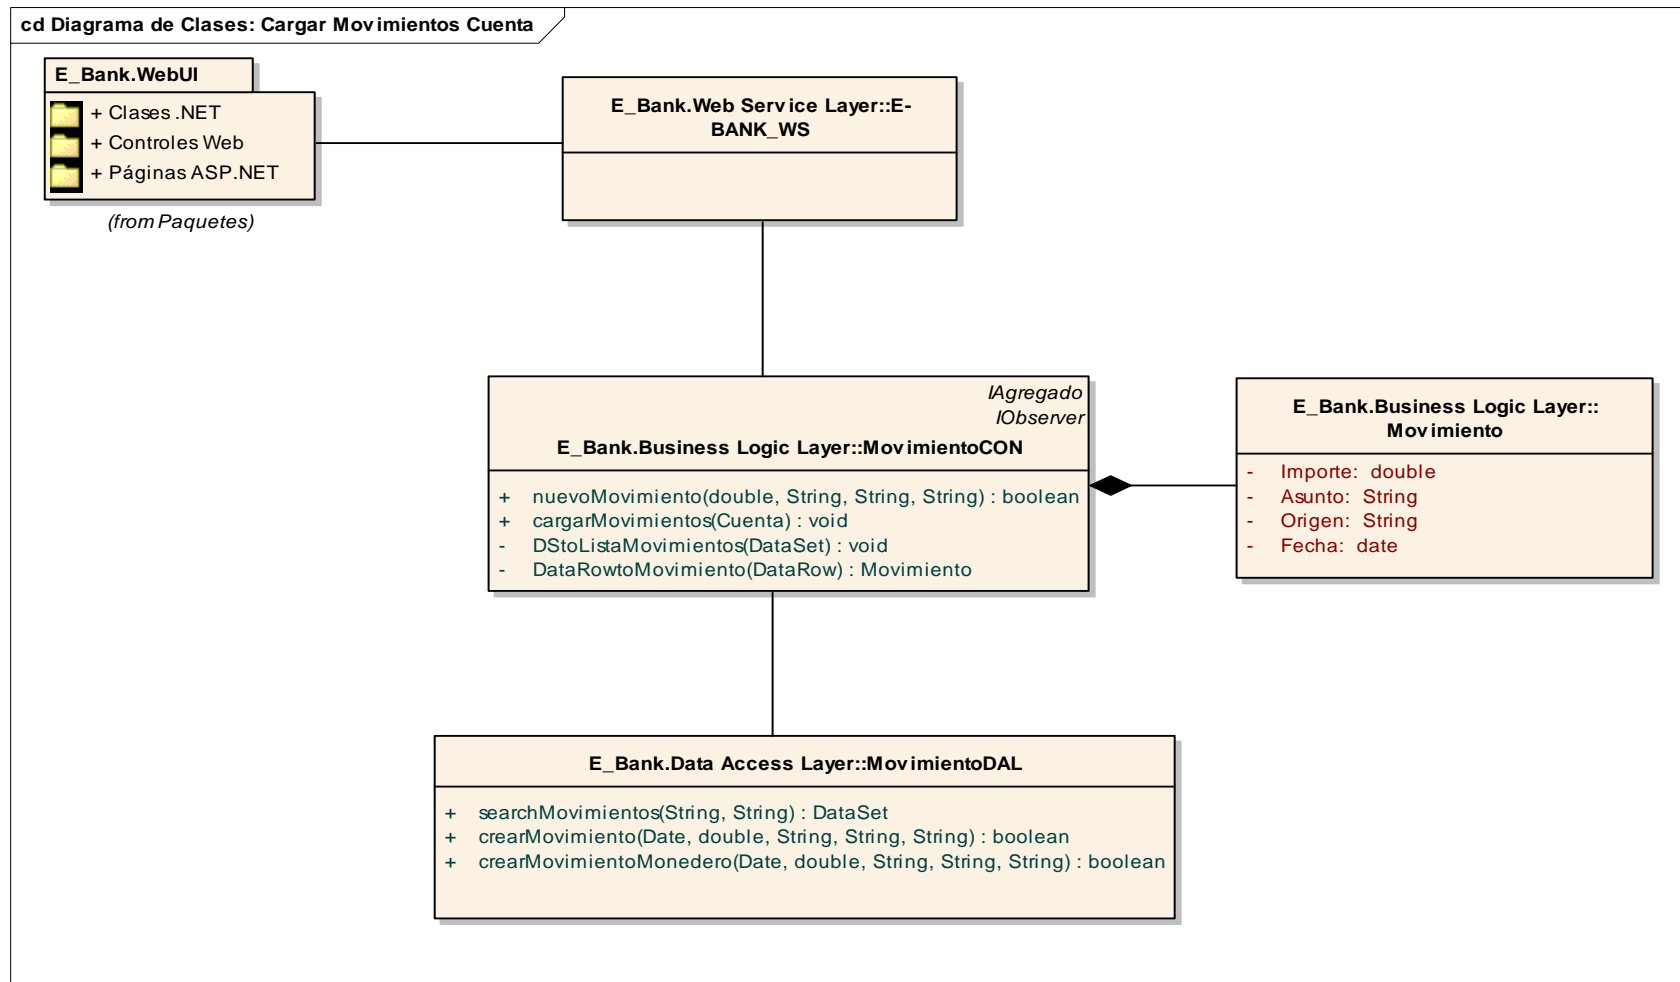 cd Diagrama de Clases: Cargar Movimientos Cuenta
E_Bank.WebUI
+ Clases .NET
+ Controles Web
+ Páginas ASP.NET
(from Paquetes)
E_Bank.Web Service Layer::E-
BANK_WS
IAgregado
IObserver
E_Bank.Business Logic Layer::MovimientoCON
+ nuevoMovimiento(double, String, String, String) : boolean
+ cargarMovimientos(Cuenta) : void
- DStoListaMovimientos(DataSet) : void
- DataRowtoMovimiento(DataRow) : Movimiento
E_Bank.Business Logic Layer::
Movimiento
- Importe: double
- Asunto: String
- Origen: String
- Fecha: date
E_Bank.Data Access Layer::MovimientoDAL
+ searchMovimientos(String, String) : DataSet
+ crearMovimiento(Date, double, String, String, String) : boolean
+ crearMovimientoMonedero(Date, double, String, String, String) : boolean